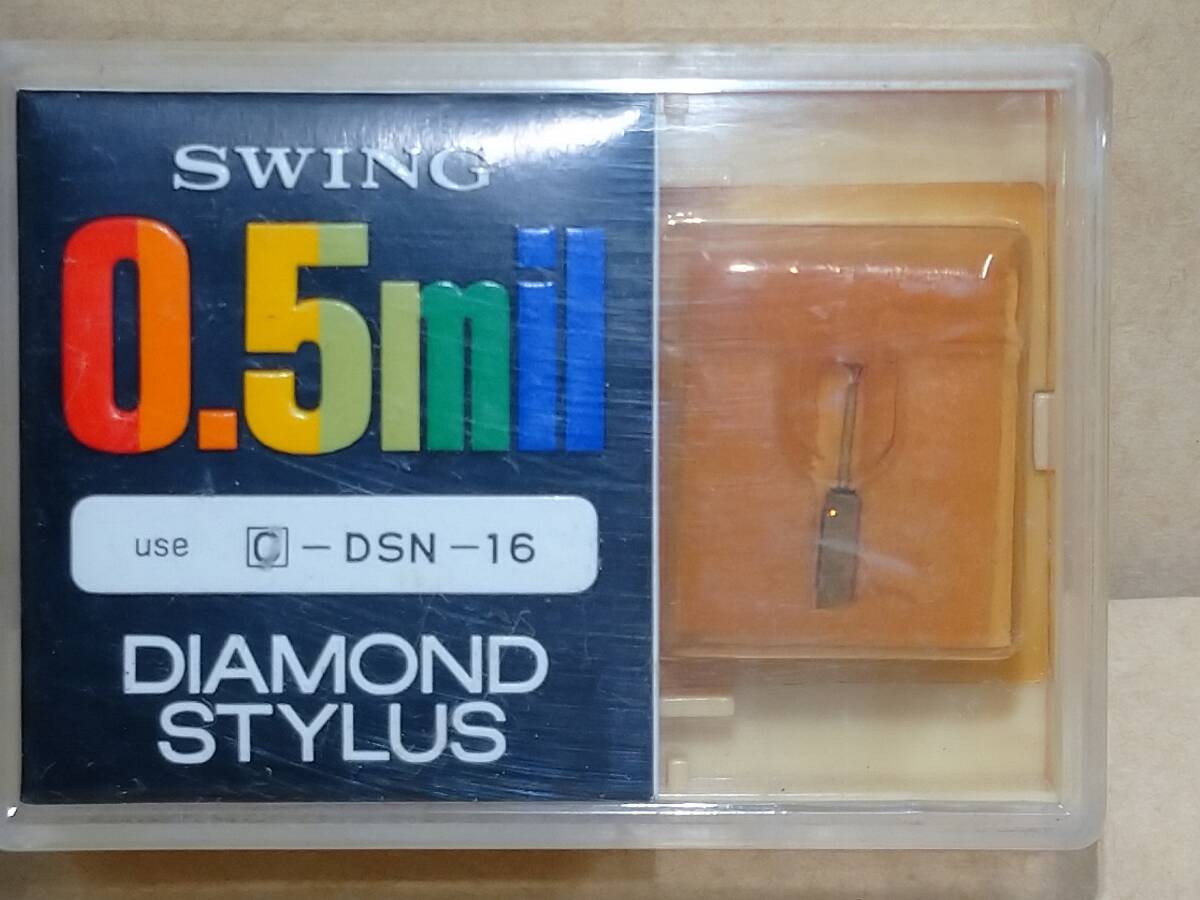 SWING
0.5mil
use C-DSN-16
DIAMOND
STYLUS